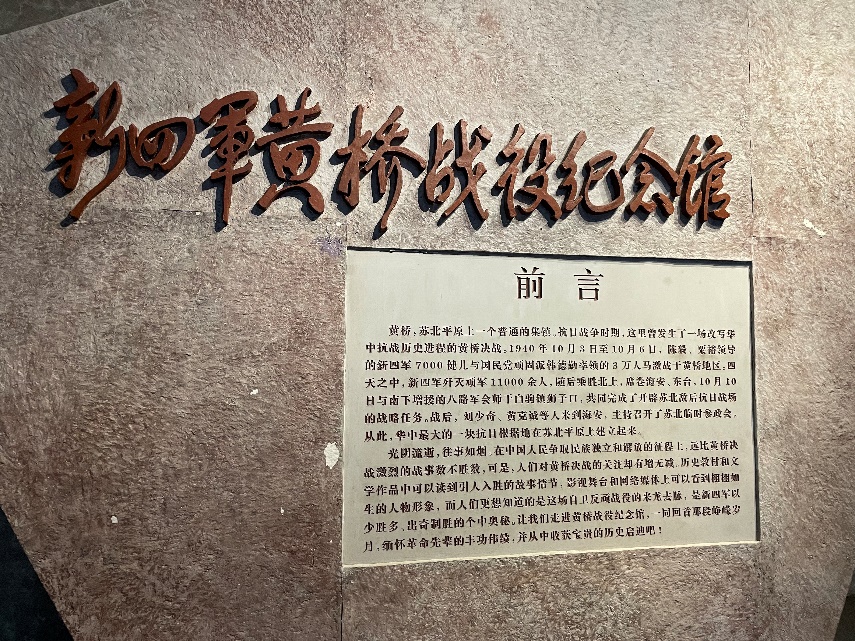 新四軍黄桥战役纪念馆
前言
黄桥，苏北平原上一个普通的集镇。抗日战争时期，这里曾发生了一场改写华
中抗战历史进程的黄桥决战，1940年10月3日至10月6日，陈毅、粟裕领导
的新四军7000健儿与国民党顽固派韩德勤率领的3万人马激战于黄桥地区，四
天之中，新四军歼灭顽军11000余人，随后乘胜北上，席卷海安、东台，10月10
日与南下增援的八路军会师于白驹镇狮子口，共同完成了开辟苏北敌后抗日战场
的战略任务。战后，刘少奇、黄克诚等人来到海安，主持召开了苏北临时参政会，
从此，华中最大的一块抗日根据地在苏北平原上建立起来。
光阴流逝，往事如烟。在中国人民争取民族独立和解放的征程上，远比黄桥决
战激烈的战事数不胜数，可是，人们对黄桥决战的关注却有增无减。历史教材和文
学作品中可以读到引人入胜的故事情节，影视舞台和网络媒体上可以看到栩栩如
生的人物形象，而人们更想知道的是这场自卫反顽战役的来龙去脉，是新四军以
少胜多、出奇制胜的个中奥秘。让我们走进黄桥战役纪念馆，一同回首那段峥嵘岁
月，缅怀革命先辈的丰功伟绩，并从中收获宝贵的历史启迪吧！